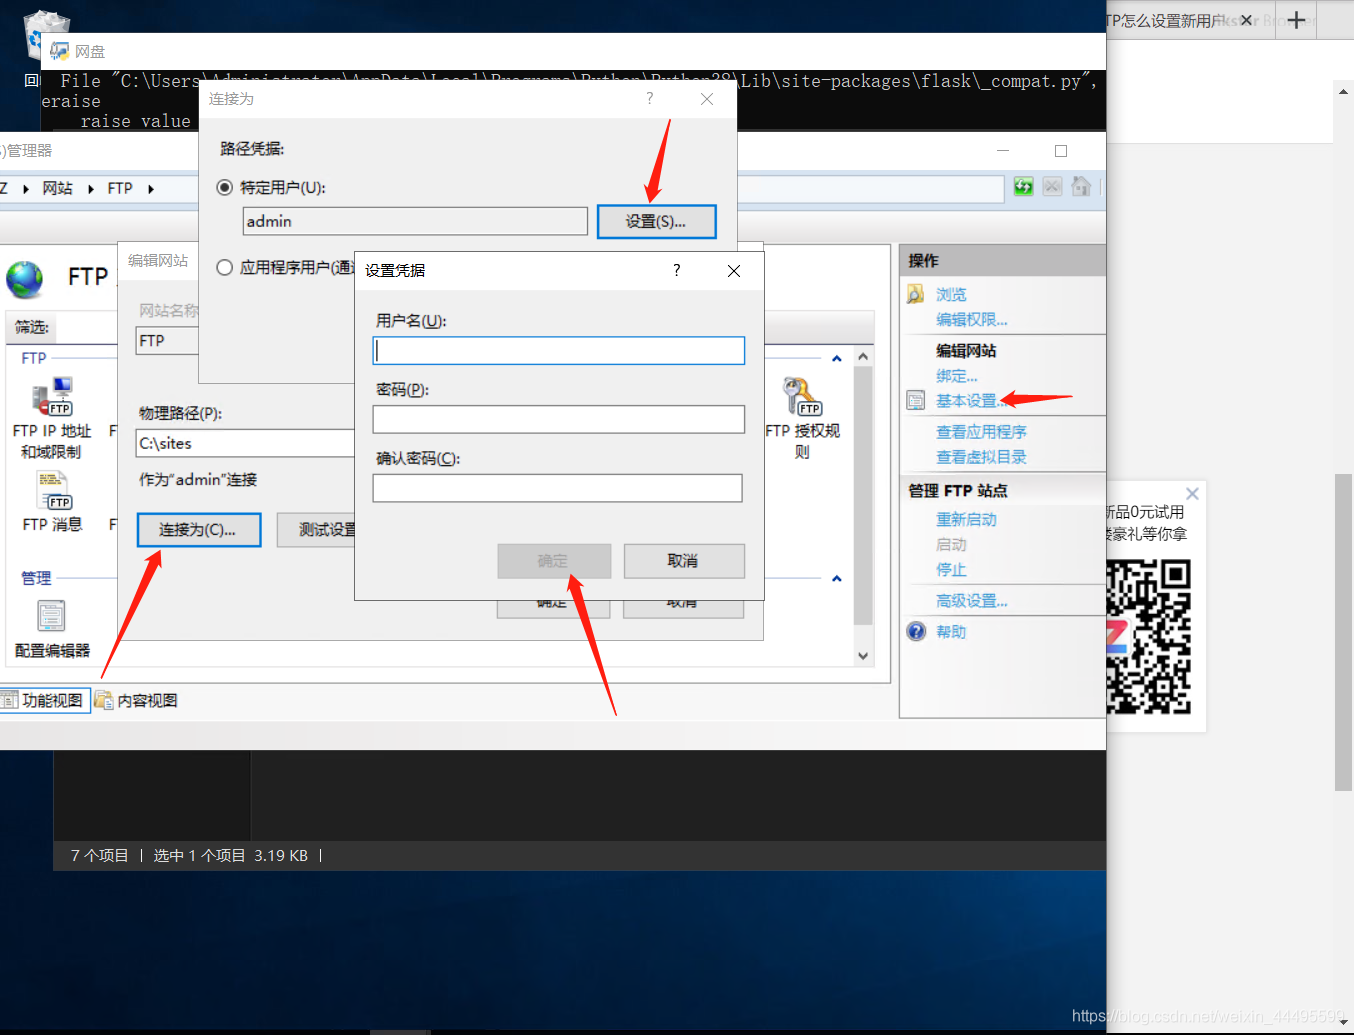 TP怎么设置新用户
网盘
回
File "C:\Users\Administrator\AppData\Local\Programs\Python\Python38\Lib\site-packages\flask\_compat.py",
eraise
raise value
连接为
?
路径凭据:
特定用户(U):
admin
设置(S)...
应用程序用户(通
)管理器
Z
网站
FTP
FTP
编辑网站
网站名称
FTP
物理路径(P):
C:\sites
作为"admin"连接
连接为(C)...
测试设置
确定
取消
设置凭据
?
用户名(U):
密码(P):
确认密码(C):
确定
取消
筛选:
FTP
FTP
FTP IP 地址
和域限制
FTP
FTP 消息
F
F
FTP
FTP 授权规
则
管理
配置编辑器
功能视图
内容视图
操作
浏览
编辑权限...
编辑网站
绑定...
基本设置...
查看应用程序
查看虚拟目录
管理 FTP 站点
重新启动
启动
停止
高级设置...
帮助
新品0元试用
豪礼等你拿
7 个项目
选中 1 个项目 3.19 KB
https://blog.csdn.net/weixin_44495599